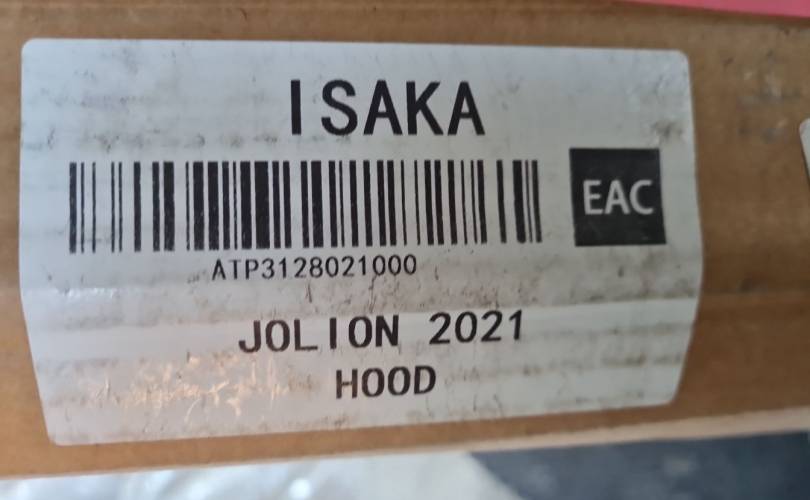 ISAKA
EAC
ATP3128021000
JOLION 2021
HOOD